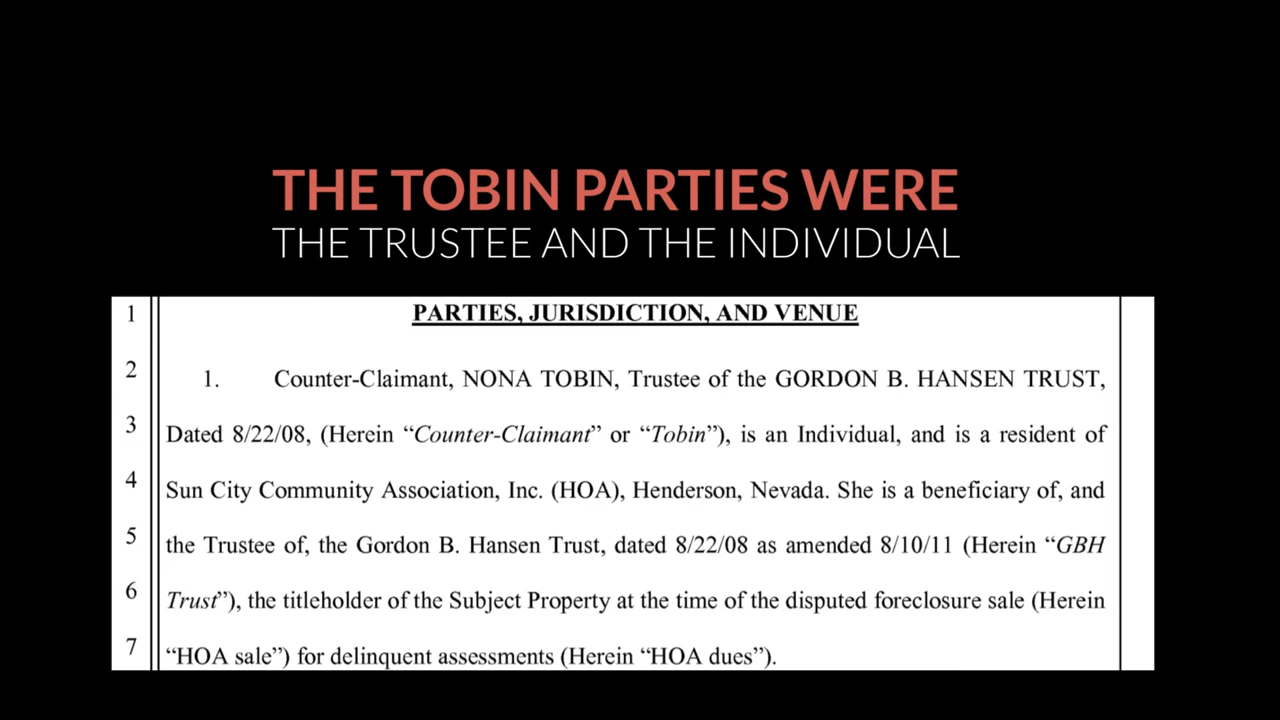 THE TOBIN PARTIES WERE
THE TRUSTEE AND THE INDIVIDUAL
PARTIES, JURISDICTION, AND VENUE
1
2 1. Counter-Claimant, NONA TOBIN, Trustee of the GORDON B. HANSEN TRUST,
3 Dated 8/22/08, (Herein “Counter-Claimant” or “Tobin”), is an Individual, and is a resident of
4 Sun City Community Association, Inc. (HOA), Henderson, Nevada. She is a beneficiary of, and
5 the Trustee of, the Gordon B. Hansen Trust, dated 8/22/08 as amended 8/10/11 (Herein “GBH
6 Trust”), the titleholder of the Subject Property at the time of the disputed foreclosure sale (Herein
7 “HOA sale”) for delinquent assessments (Herein “HOA dues”).